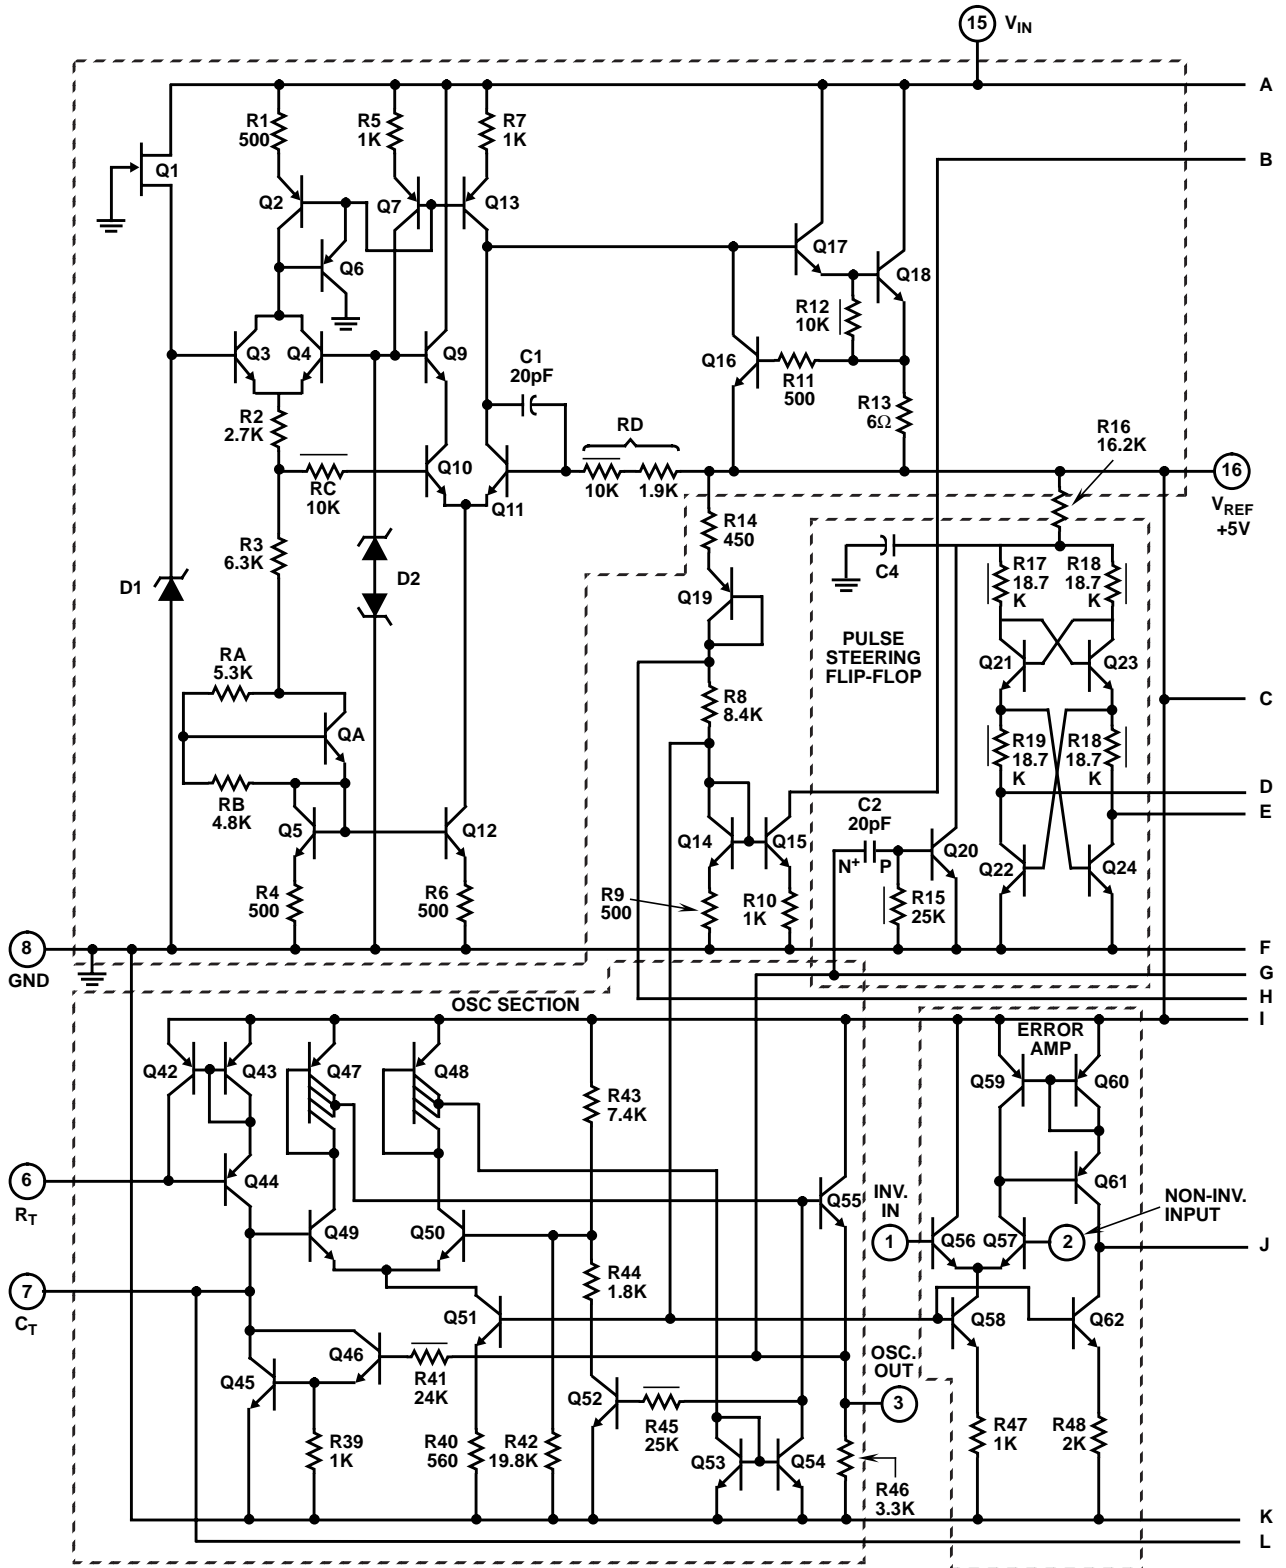 15 V_IN
A
R1
500
R5
1K
R7
1K
B
Q1
Q2
Q7
Q13
Q6
Q17
Q18
R12
10K
Q3
Q4
Q9
C1
20pF
Q16
R11
500
R13
6Ω
R2
2.7K
RD
R16
16.2K
RC
10K
Q10
Q11
10K
1.9K
16
V_REF
+5V
R3
6.3K
D1
D2
R14
450
C4
R17
18.7
K
R18
18.7
K
Q19
PULSE
STEERING
FLIP-FLOP
Q21
Q23
RA
5.3K
R8
8.4K
C
QA
R19
18.7
K
R18
18.7
K
RB
4.8K
D
E
Q5
Q12
Q14
Q15
C2
20pF
N+
P
Q20
Q22
Q24
R4
500
R6
500
R9
500
R10
1K
R15
25K
8
GND
F
G
H
OSC SECTION
I
ERROR
AMP
Q42
Q43
Q47
Q48
R43
7.4K
Q59
Q60
6
R_T
Q44
Q55
Q61
INV.
IN
NON-INV.
INPUT
Q49
Q50
1
Q56
Q57
2
J
7
C_T
R44
1.8K
Q51
Q58
Q62
Q46
R41
24K
OSC.
OUT
Q45
Q52
R45
25K
3
R39
1K
R40
560
R42
19.8K
Q53
Q54
R46
3.3K
R47
1K
R48
2K
K
L